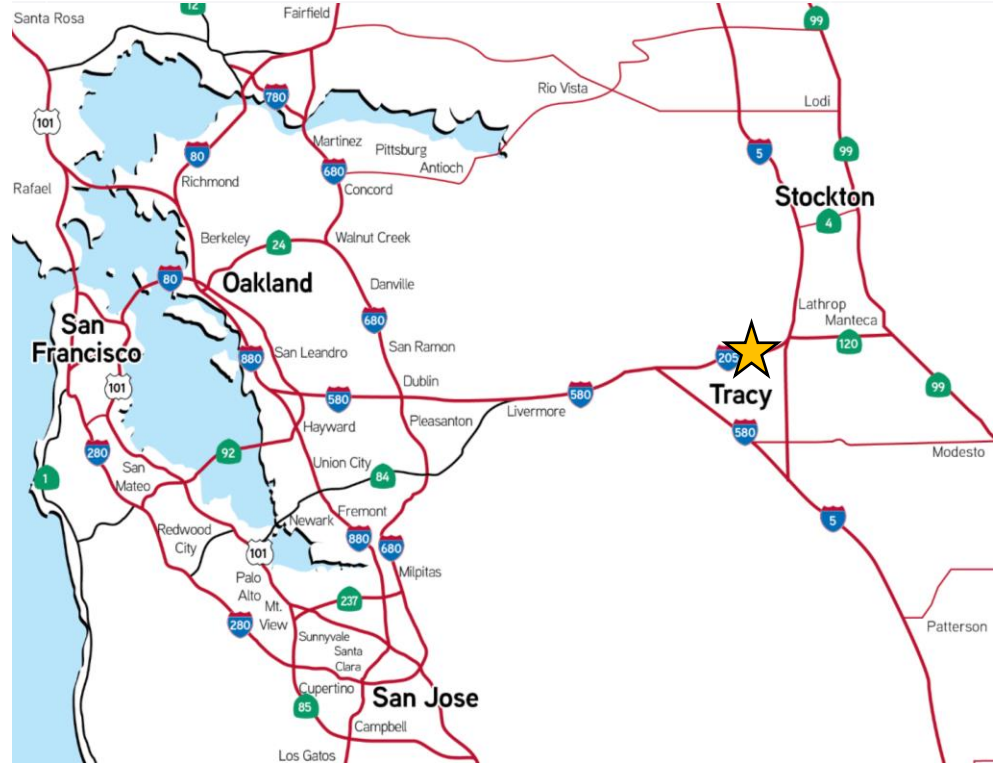 12
Fairfield
Santa Rosa
99
780
Rio Vista
Lodi
101
Martinez
Pittsburg
5
99
80
Antioch
680
Richmond
Concord
Rafael
Stockton
4
Berkeley
24
Walnut Creek
80
Oakland
Danville
Lathrop
680
Manteca
San
Francisco
San Leandro
San Ramon
120
880
205
Dublin
101
580
580
Tracy
99
Livermore
Pleasanton
Hayward
580
280
92
Modesto
Union City
San
Mateo
84
1
Newark
Fremont
5
Redwood
City
880
680
101
Milpitas
Palo
Alto
237
Mt.
View
280
Sunnyvale
Patterson
Santa
Clara
Cupertino
San Jose
85
Campbell
Los Gatos